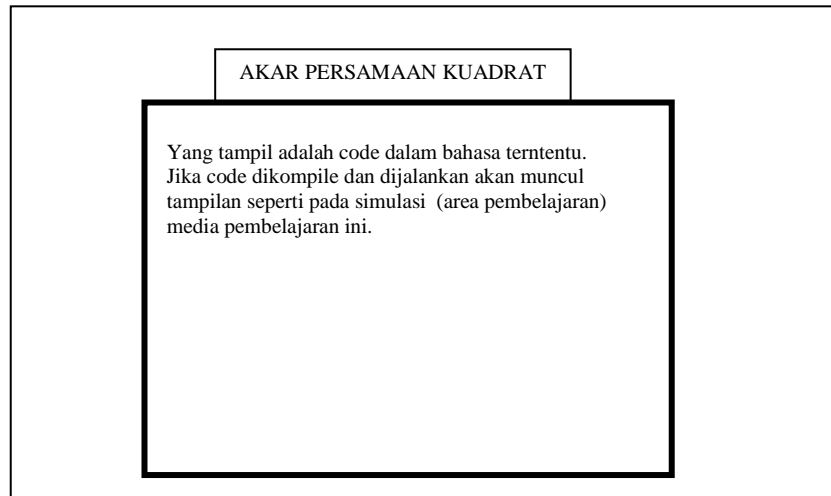 AKAR PERSAMAAN KUADRAT
Yang tampil adalah code dalam bahasa terntentu.
Jika code dikompile dan dijalankan akan muncul
tampilan seperti pada simulasi (area pembelajaran)
media pembelajaran ini.